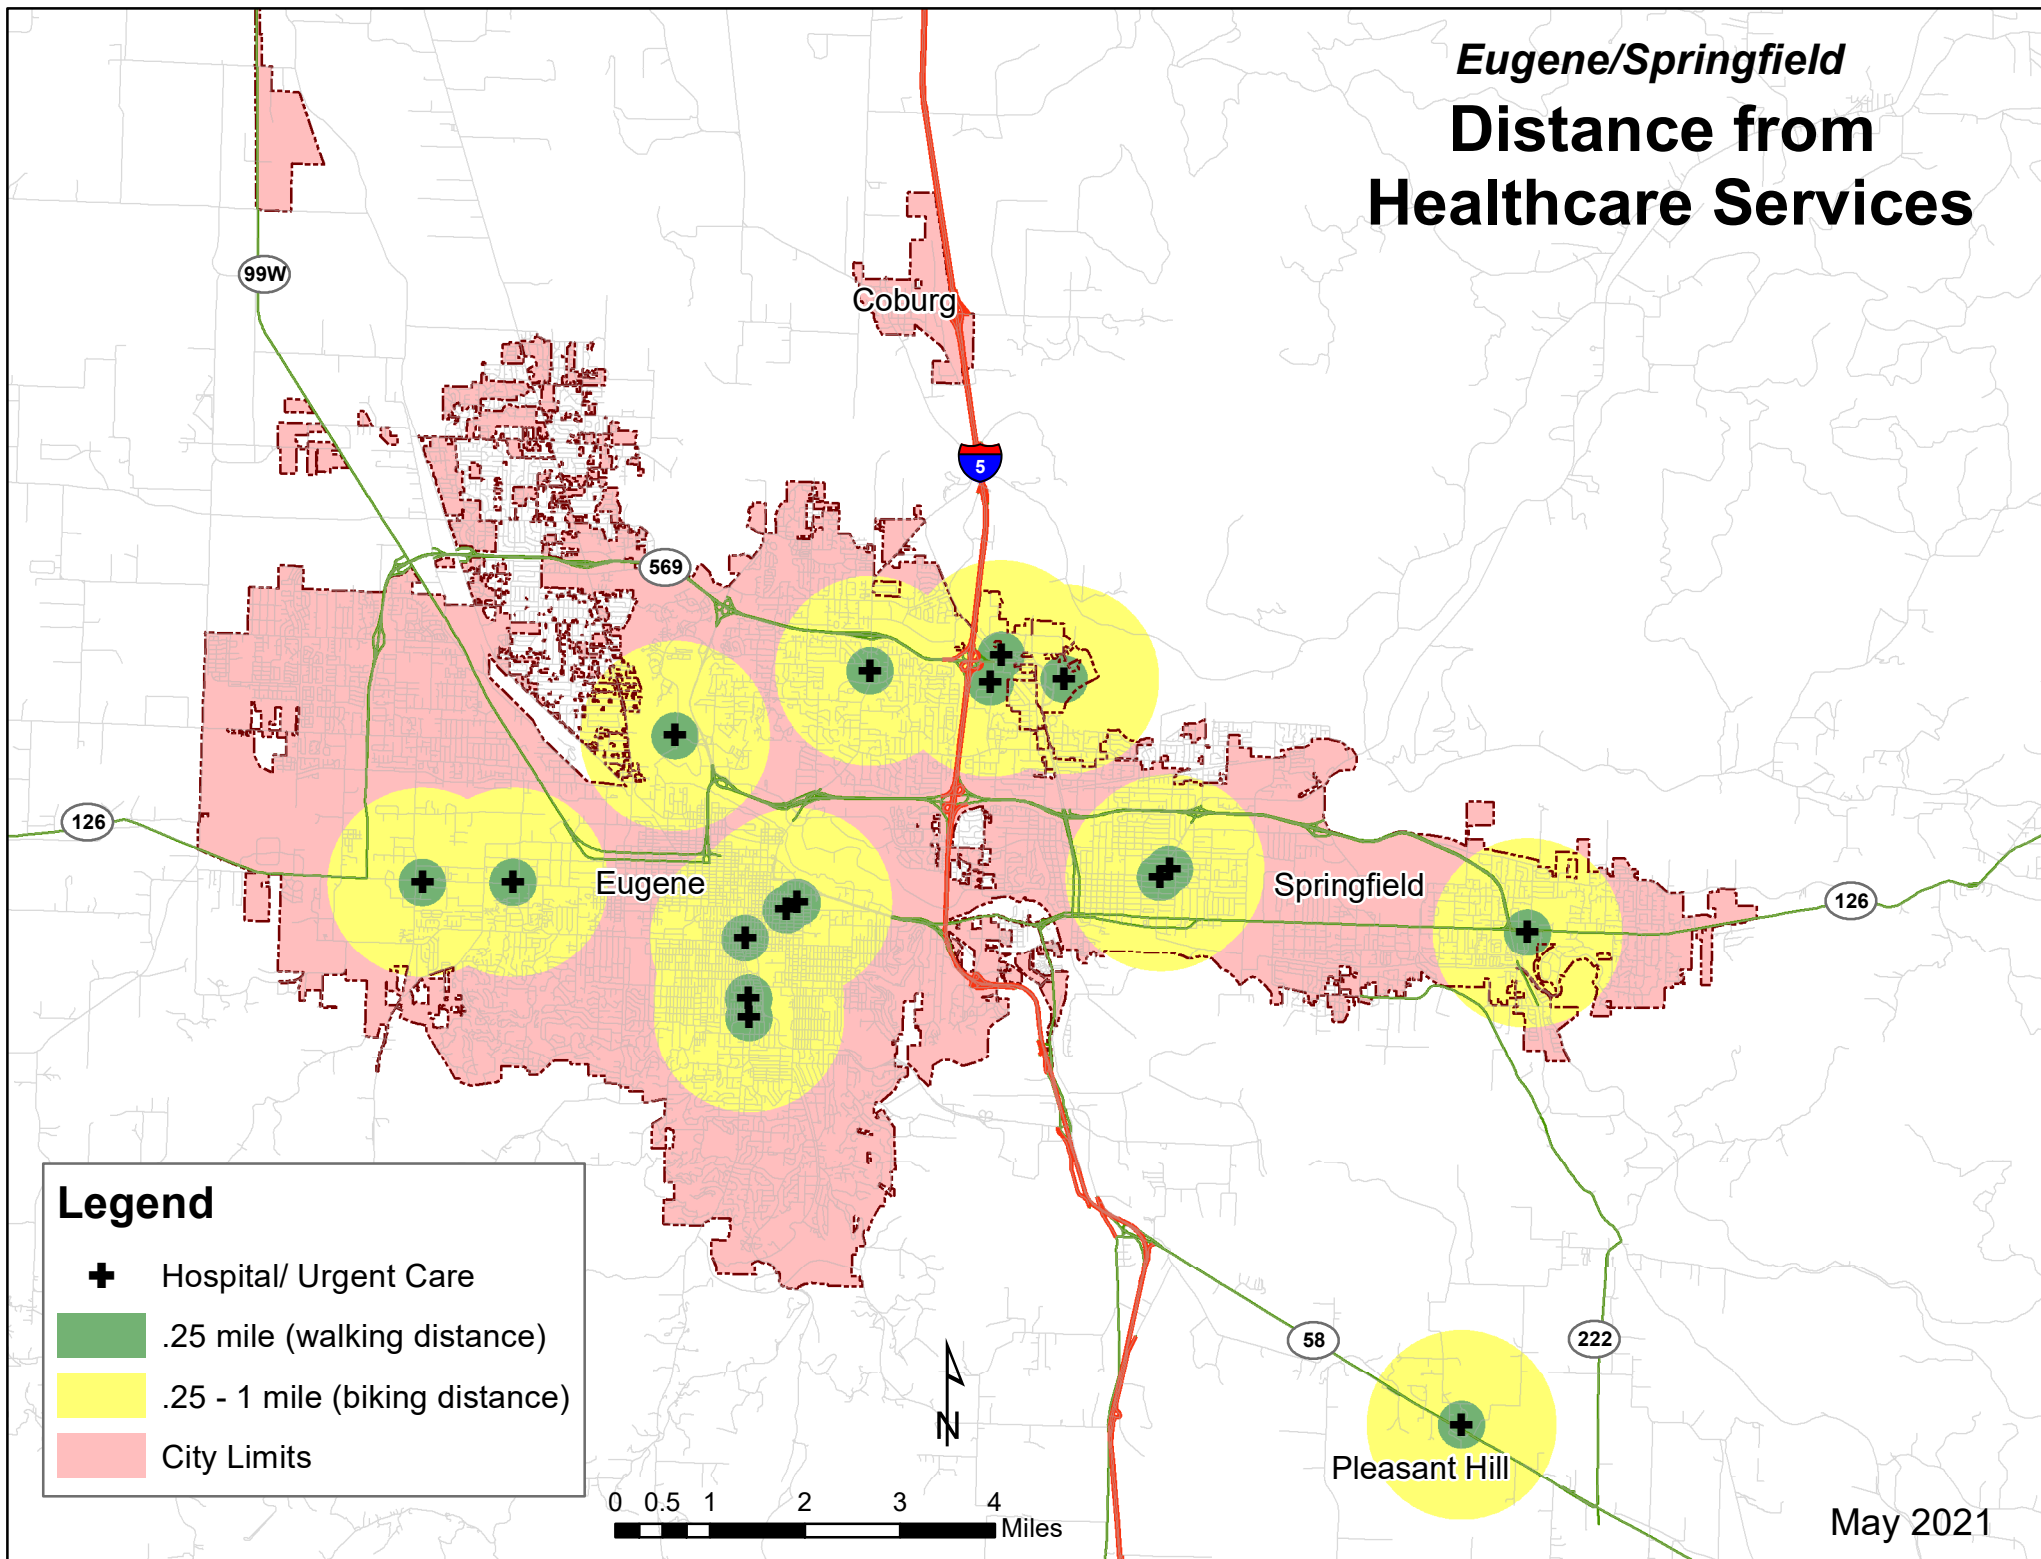 Eugene/Springfield
Distance from
Healthcare Services
99W
Coburg
5
569
126
Eugene
Springfield
126
Legend
Hospital/ Urgent Care
.25 mile (walking distance)
.25 - 1 mile (biking distance)
City Limits
N
58
222
Pleasant Hill
0 0.5 1 2 3 4
Miles
May 2021